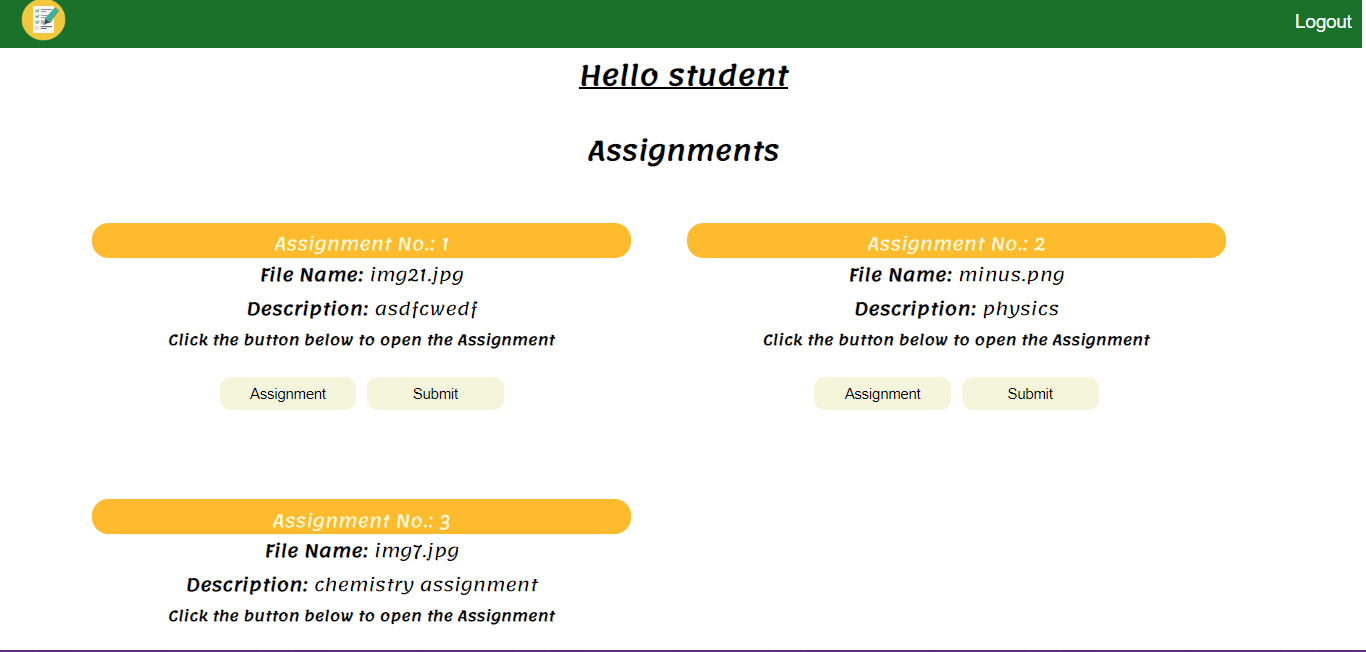 Logout
Hello student
Assignments
Assignment No.: 1
File Name: img21.jpg
Description: asdfcwedf
Click the button below to open the Assignment
Assignment
Submit
Assignment No.: 2
File Name: minus.png
Description: physics
Click the button below to open the Assignment
Assignment
Submit
Assignment No.: 3
File Name: img7.jpg
Description: chemistry assignment
Click the button below to open the Assignment